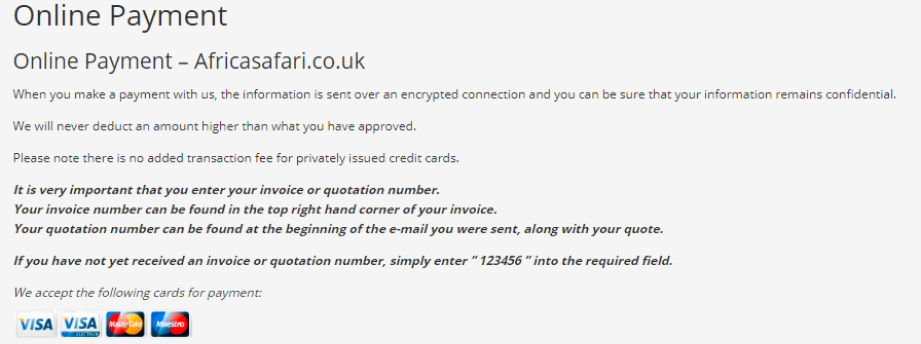 Online Payment
Online Payment – Africasafari.co.uk
When you make a payment with us, the information is sent over an encrypted connection and you can be sure that your information remains confidential.
We will never deduct an amount higher than what you have approved.
Please note there is no added transaction fee for privately issued credit cards.
It is very important that you enter your invoice or quotation number.
Your invoice number can be found in the top right hand corner of your invoice.
Your quotation number can be found at the beginning of the e-mail you were sent, along with your quote.
If you have not yet received an invoice or quotation number, simply enter " 123456 " into the required field.
We accept the following cards for payment:
VISA VISA ELECTRON MasterCard Maestro